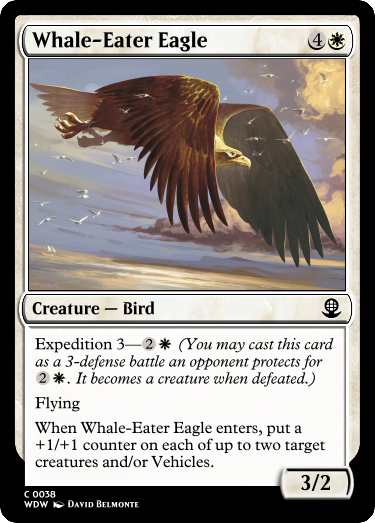 Whale-Eater Eagle 4
Creature — Bird
Expedition 3—2 (You may cast this card
as a 3-defense battle an opponent protects for
2. It becomes a creature when defeated.)
Flying
When Whale-Eater Eagle enters, put a
+1/+1 counter on each of up to two target
creatures and/or Vehicles.
3/2
C 0038
WDW DAVID BELMONTE